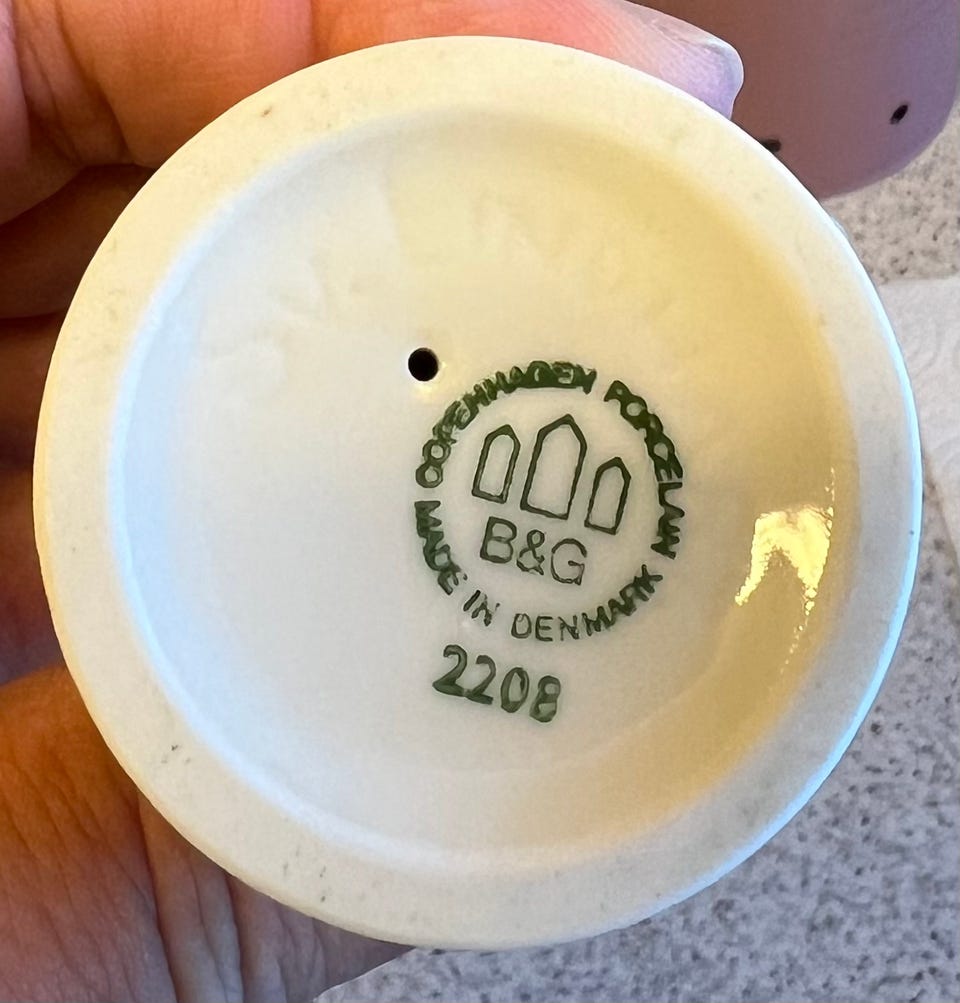 COPENHAGEN PORCELAIN
B&G
MADE IN DENMARK
2208